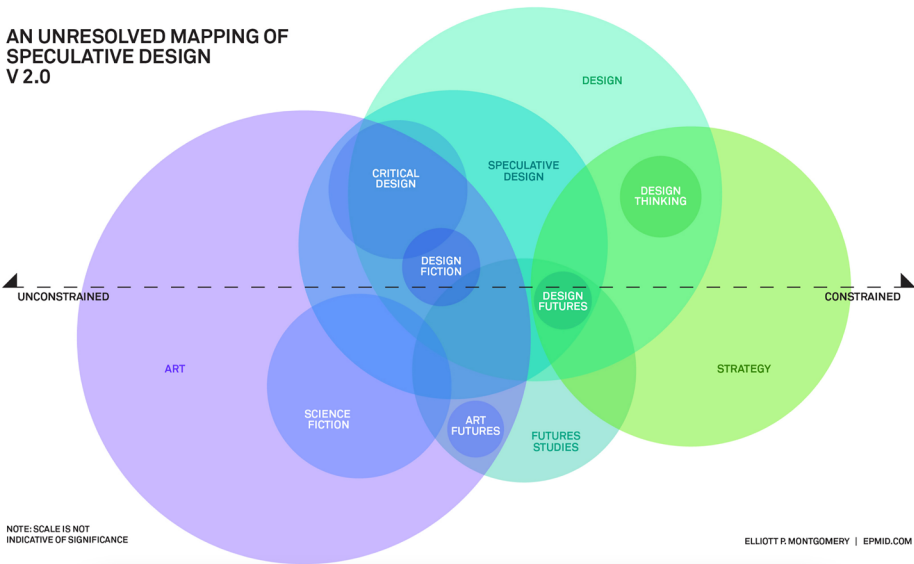 AN UNRESOLVED MAPPING OF
SPECULATIVE DESIGN
V 2.0
DESIGN
SPECULATIVE
DESIGN
CRITICAL
DESIGN
DESIGN
THINKING
DESIGN
FICTION
UNCONSTRAINED
DESIGN
FUTURES
CONSTRAINED
ART
STRATEGY
SCIENCE
FICTION
ART
FUTURES
FUTURES
STUDIES
NOTE: SCALE IS NOT
INDICATIVE OF SIGNIFICANCE
ELLIOTT P. MONTGOMERY | EPMID.COM